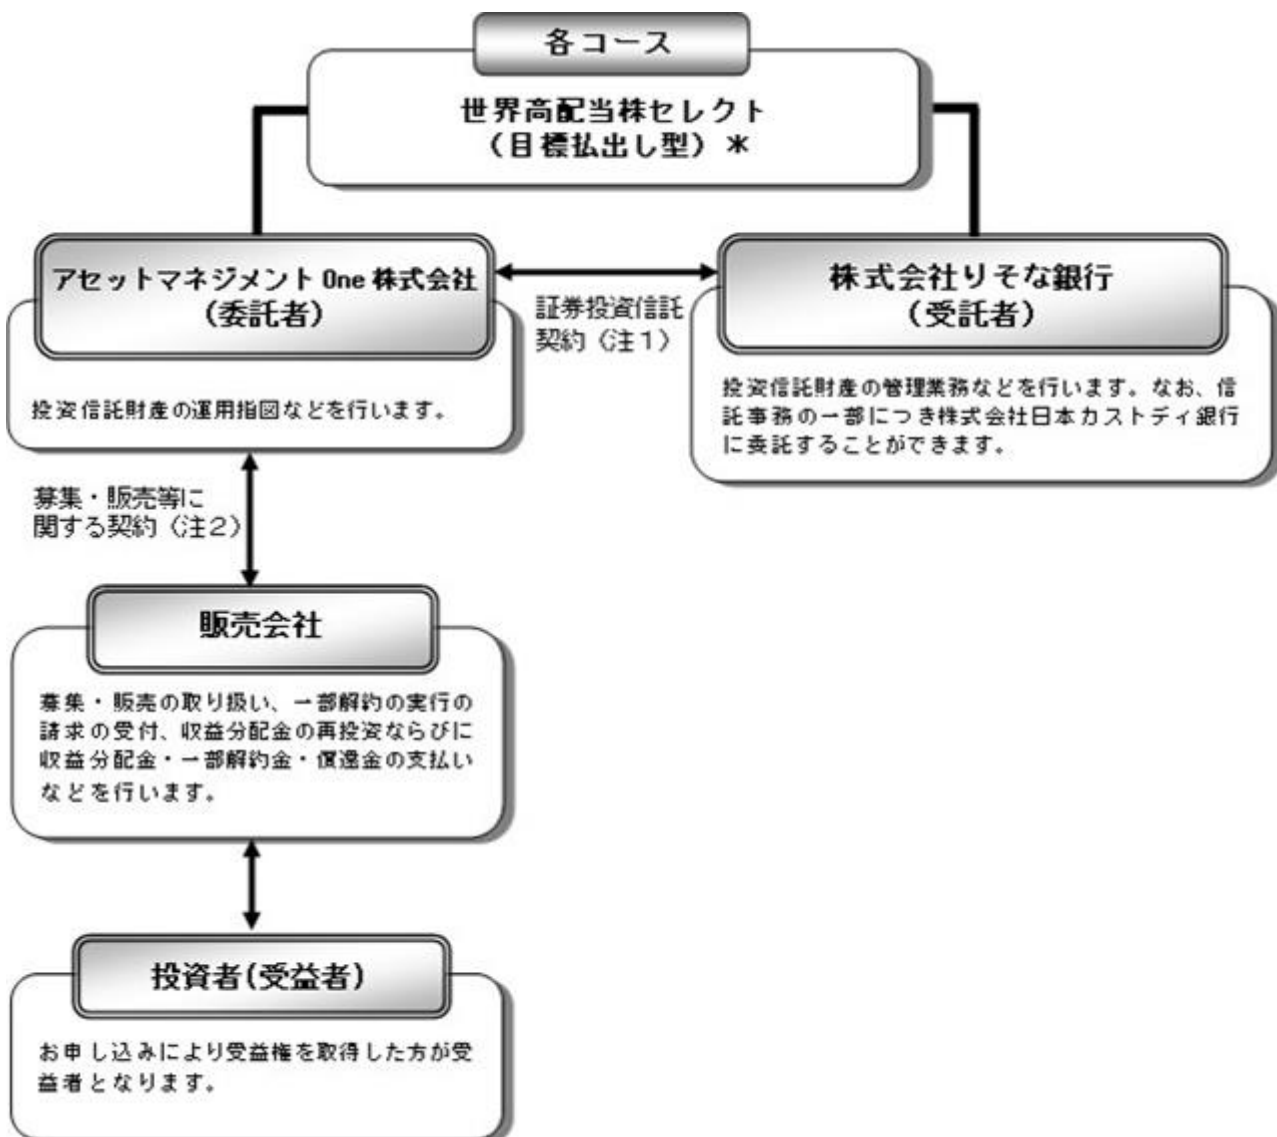 各コース
世界高配当株セレクト
（目標払出し型）＊
アセットマネジメント One 株式会社
（委託者）
投資信託財産の運用指図などを行います。
証券投資信託
契約（注１）
株式会社りそな銀行
（受託者）
投資信託財産の管理業務などを行います。なお、信
託事務の一部につき株式会社日本カストディ銀行
に委託することができます。
募集・販売等に
関する契約（注２）
販売会社
募集・販売の取り扱い、一部解約の実行の
請求の受付、収益分配金の再投資ならびに
収益分配金・一部解約金・償還金の支払い
などを行います。
投資者(受益者)
お申し込みにより受益権を取得した方が受
益者となります。